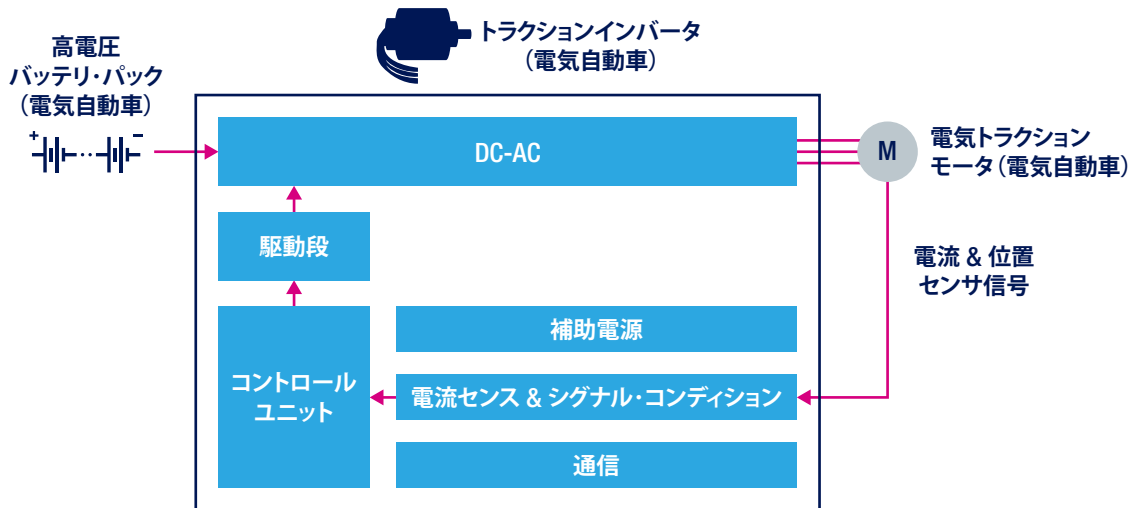 トラクションインバータ
（電気自動車）
高電圧
バッテリ・パック
（電気自動車）
+ -
DC-AC
M
電気トラクション
モータ（電気自動車）
駆動段
電流 & 位置
センサ信号
補助電源
コントロール
ユニット
電流センス & シグナル・コンディション
通信